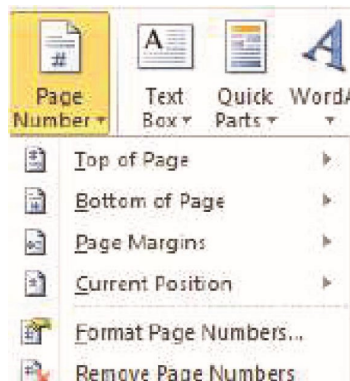 Page Number
Text Box
Quick Parts
WordA
Top of Page
Bottom of Page
Page Margins
Current Position
Format Page Numbers...
Remove Page Numbers